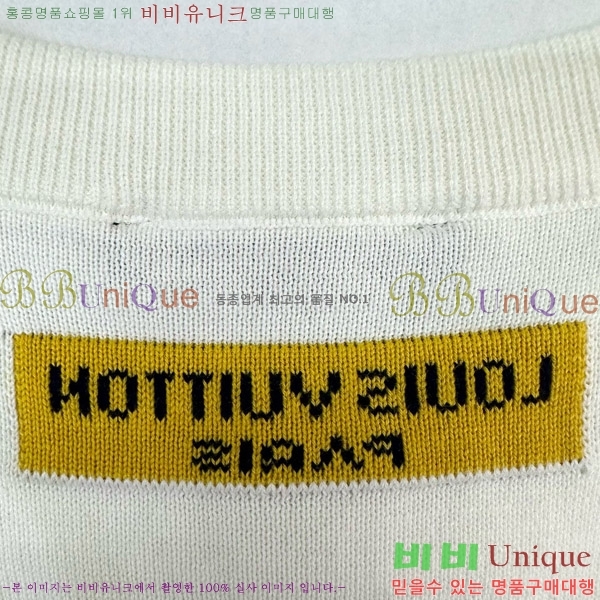 홍콩명품쇼핑몰 1위 비비유니크명품구매대행
BBUniQue 동종업계 최고의 품질 NO.1 BBUniQue
LOUIS VUITTON
PARIS
비비 Unique
-본 이미지는 비비유니크에서 촬영한 100% 실사 이미지 입니다.-
믿을수 있는 명품구매대행